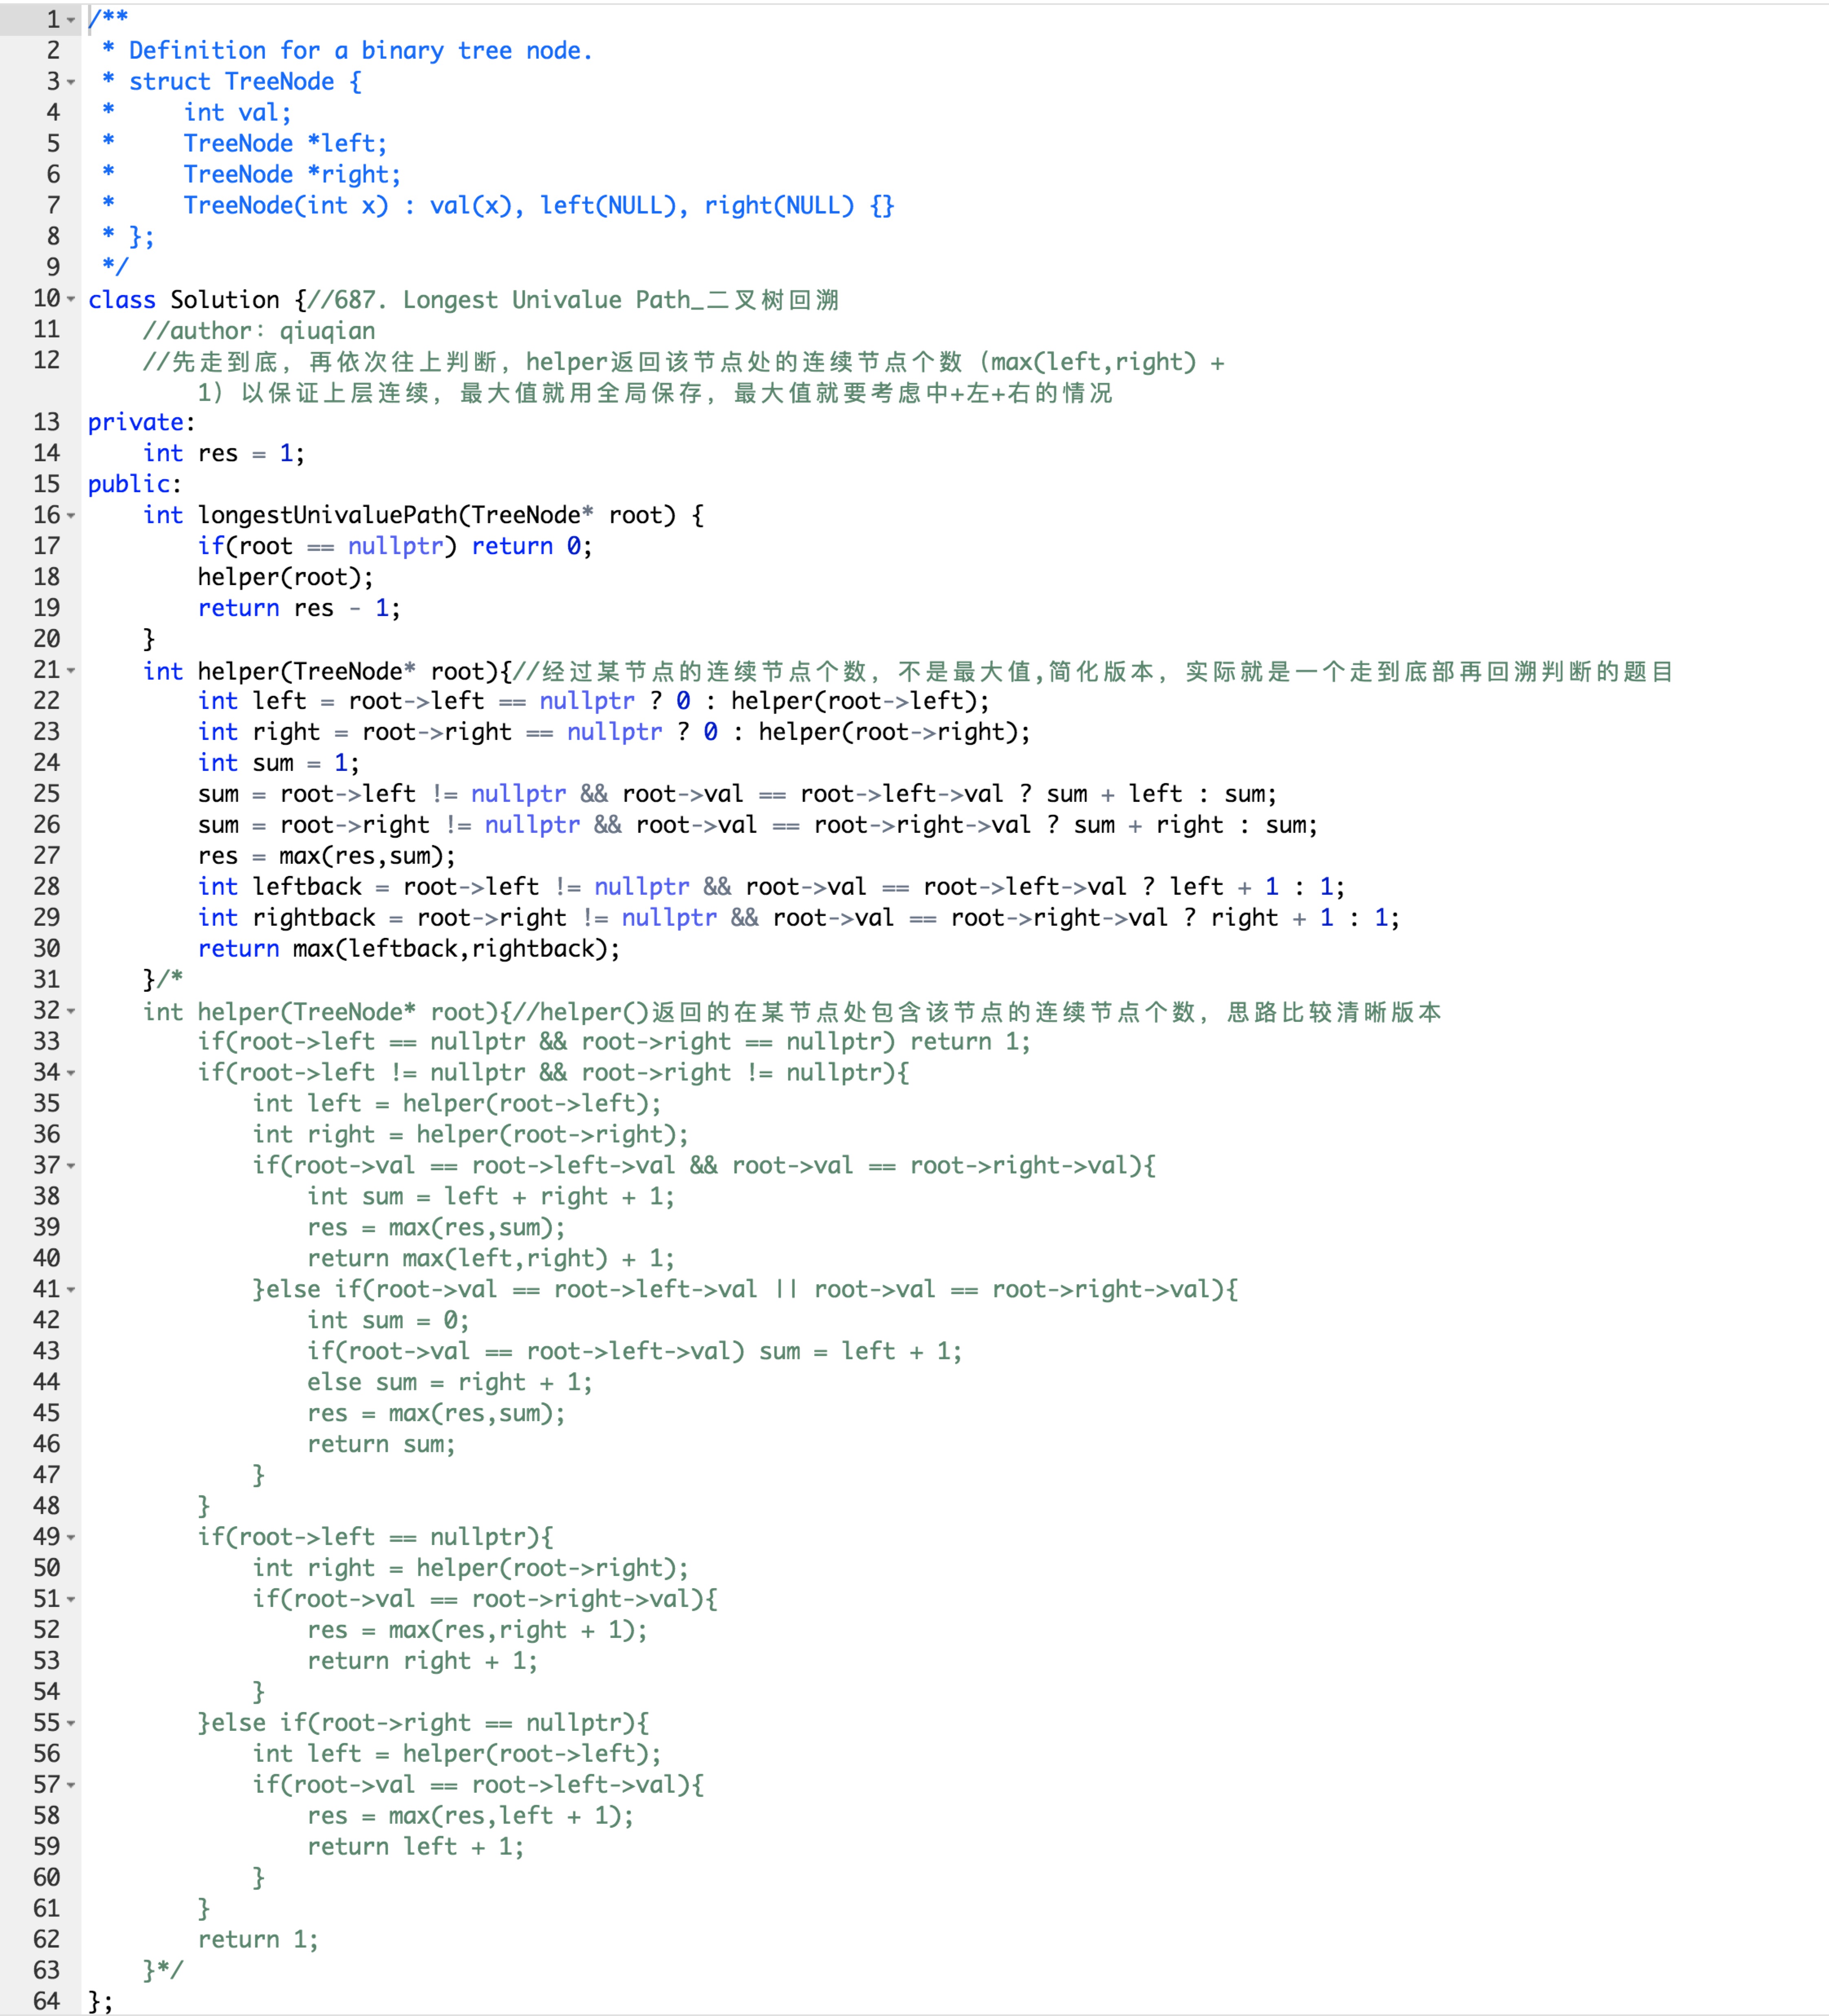 1 /**
2  * Definition for a binary tree node.
3  * struct TreeNode {
4  *     int val;
5  *     TreeNode *left;
6  *     TreeNode *right;
7  *     TreeNode(int x) : val(x), left(NULL), right(NULL) {}
8  * };
9  */
10 class Solution {//687. Longest Univalue Path_二叉树回溯
11     //author：qiuqian
12     //先走到底，再依次往上判断，helper返回该节点处的连续节点个数（max(left,right) +
        1）以保证上层连续，最大值就用全局保存，最大值就要考虑中+左+右的情况
13 private:
14     int res = 1;
15 public:
16     int longestUnivaluePath(TreeNode* root) {
17         if(root == nullptr) return 0;
18         helper(root);
19         return res - 1;
20     }
21     int helper(TreeNode* root){//经过某节点的连续节点个数，不是最大值,简化版本，实际就是一个走到底部再回溯判断的题目
22         int left = root->left == nullptr ? 0 : helper(root->left);
23         int right = root->right == nullptr ? 0 : helper(root->right);
24         int sum = 1;
25         sum = root->left != nullptr && root->val == root->left->val ? sum + left : sum;
26         sum = root->right != nullptr && root->val == root->right->val ? sum + right : sum;
27         res = max(res,sum);
28         int leftback = root->left != nullptr && root->val == root->left->val ? left + 1 : 1;
29         int rightback = root->right != nullptr && root->val == root->right->val ? right + 1 : 1;
30         return max(leftback,rightback);
31     }/*
32     int helper(TreeNode* root){//helper()返回的在某节点处包含该节点的连续节点个数，思路比较清晰版本
33         if(root->left == nullptr && root->right == nullptr) return 1;
34         if(root->left != nullptr && root->right != nullptr){
35             int left = helper(root->left);
36             int right = helper(root->right);
37             if(root->val == root->left->val && root->val == root->right->val){
38                 int sum = left + right + 1;
39                 res = max(res,sum);
40                 return max(left,right) + 1;
41             }else if(root->val == root->left->val || root->val == root->right->val){
42                 int sum = 0;
43                 if(root->val == root->left->val) sum = left + 1;
44                 else sum = right + 1;
45                 res = max(res,sum);
46                 return sum;
47             }
48         }
49         if(root->left == nullptr){
50             int right = helper(root->right);
51             if(root->val == root->right->val){
52                 res = max(res,right + 1);
53                 return right + 1;
54             }
55         }else if(root->right == nullptr){
56             int left = helper(root->left);
57             if(root->val == root->left->val){
58                 res = max(res,left + 1);
59                 return left + 1;
60             }
61         }
62         return 1;
63     }*/
64 };